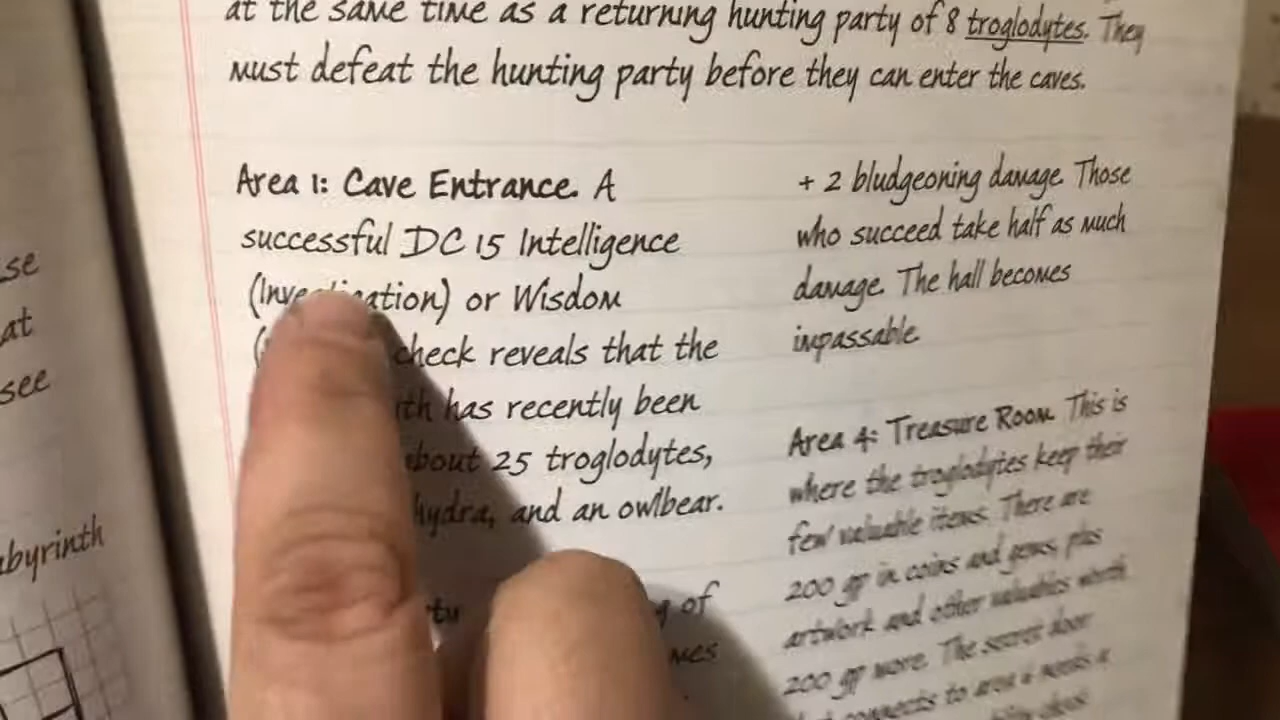 at the same time as a returning hunting party of 8 troglodytes. They
must defeat the hunting party before they can enter the caves.
Area 1: Cave Entrance. A
successful DC 15 Intelligence
or Wisdom
check reveals that the
has recently been
about 25 troglodytes,
hydra, and an owlbear.
of
+ 2 bludgeoning damage. Those
who succeed take half as much
damage. The hall becomes
impassable.
Area 4: Treasure Room. This is
where the troglodytes keep their
few valuable items. There are
200 gp in coins and gems, plus
artwork and other valuables worth
200 gp more. The secret door
connects to area 6 needs a
se
at
see